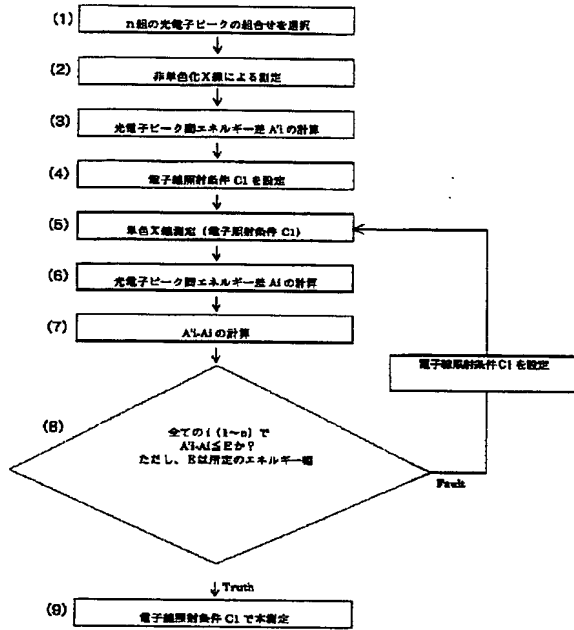 (1)
n組の光電子ピークの組合せを選択
(2)
非単色化X線による測定
(3)
光電子ピーク間エネルギー差 A'i の計算
(4)
電子線照射条件 C1 を設定
(5)
単色X線測定（電子照射条件 C1）
(6)
光電子ピーク間エネルギー差 Ai の計算
(7)
A'i-Ai の計算
電子線照射条件 C1 を設定
(8)
全ての i（1～n）で
A'i-Ai≦E か？
ただし、Eは所定のエネルギー幅
Fault
Truth
(9)
電子線照射条件 C1 で本測定